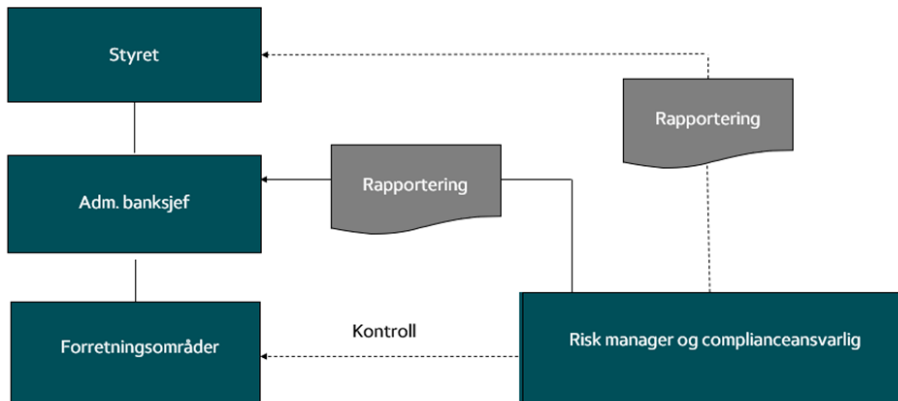 Styret
Rapportering
Rapportering
Adm. banksjef
Kontroll
Forretningsområder
Risk manager og complianceansvarlig